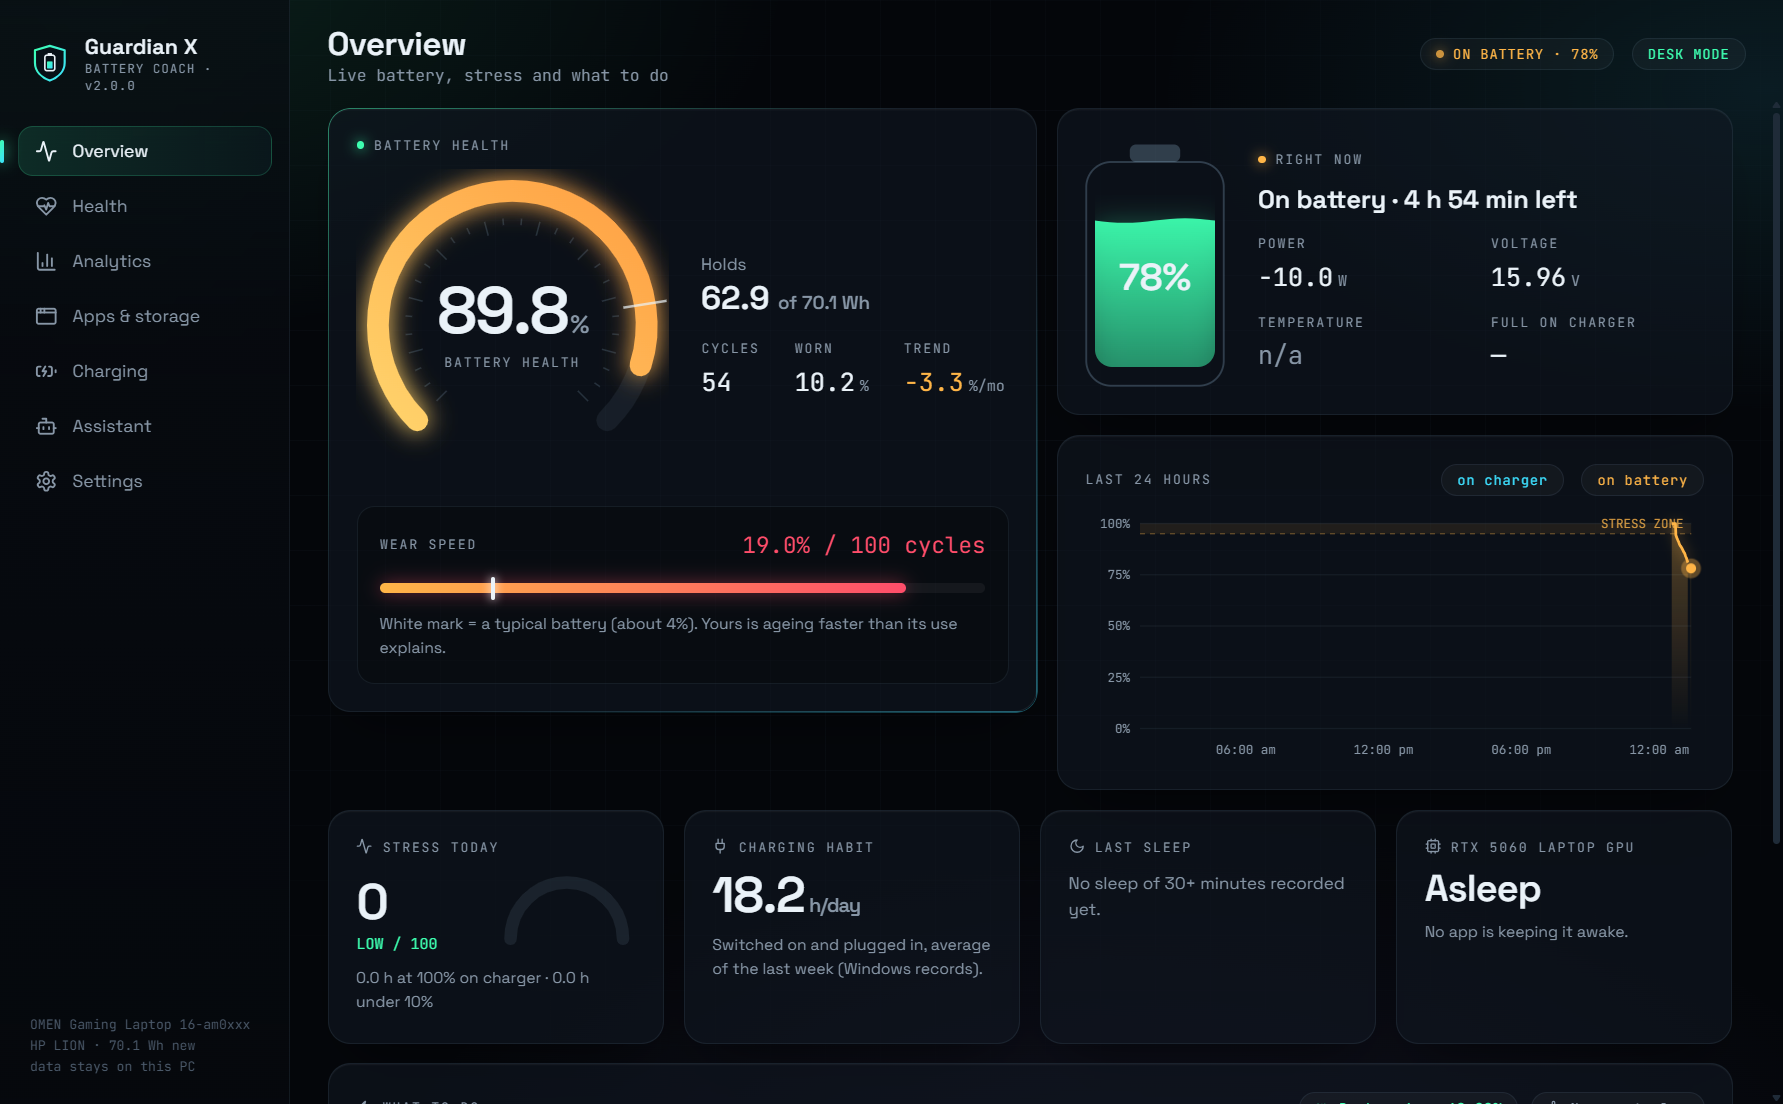 Guardian X
BATTERY COACH ·
v2.0.0
Overview
Health
Analytics
Apps & storage
Charging
Assistant
Settings
OMEN Gaming Laptop 16-am0xxx
HP LION · 70.1 Wh new
data stays on this PC
Overview
Live battery, stress and what to do
ON BATTERY · 78%
DESK MODE
BATTERY HEALTH
89.8%
BATTERY HEALTH
Holds
62.9 of 70.1 Wh
CYCLES WORN TREND
54 10.2 % -3.3 %/mo
WEAR SPEED 19.0% / 100 cycles
White mark = a typical battery (about 4%). Yours is ageing faster than its use
explains.
78%
RIGHT NOW
On battery · 4 h 54 min left
POWER VOLTAGE
-10.0 W 15.96 V
TEMPERATURE FULL ON CHARGER
n/a —
LAST 24 HOURS on charger on battery
100% STRESS ZONE
75%
50%
25%
0%
06:00 am 12:00 pm 06:00 pm 12:00 am
STRESS TODAY
0
LOW / 100
0.0 h at 100% on charger · 0.0 h
under 10%
CHARGING HABIT
18.2 h/day
Switched on and plugged in, average
of the last week (Windows records).
LAST SLEEP
No sleep of 30+ minutes recorded
yet.
RTX 5060 LAPTOP GPU
Asleep
No app is keeping it awake.